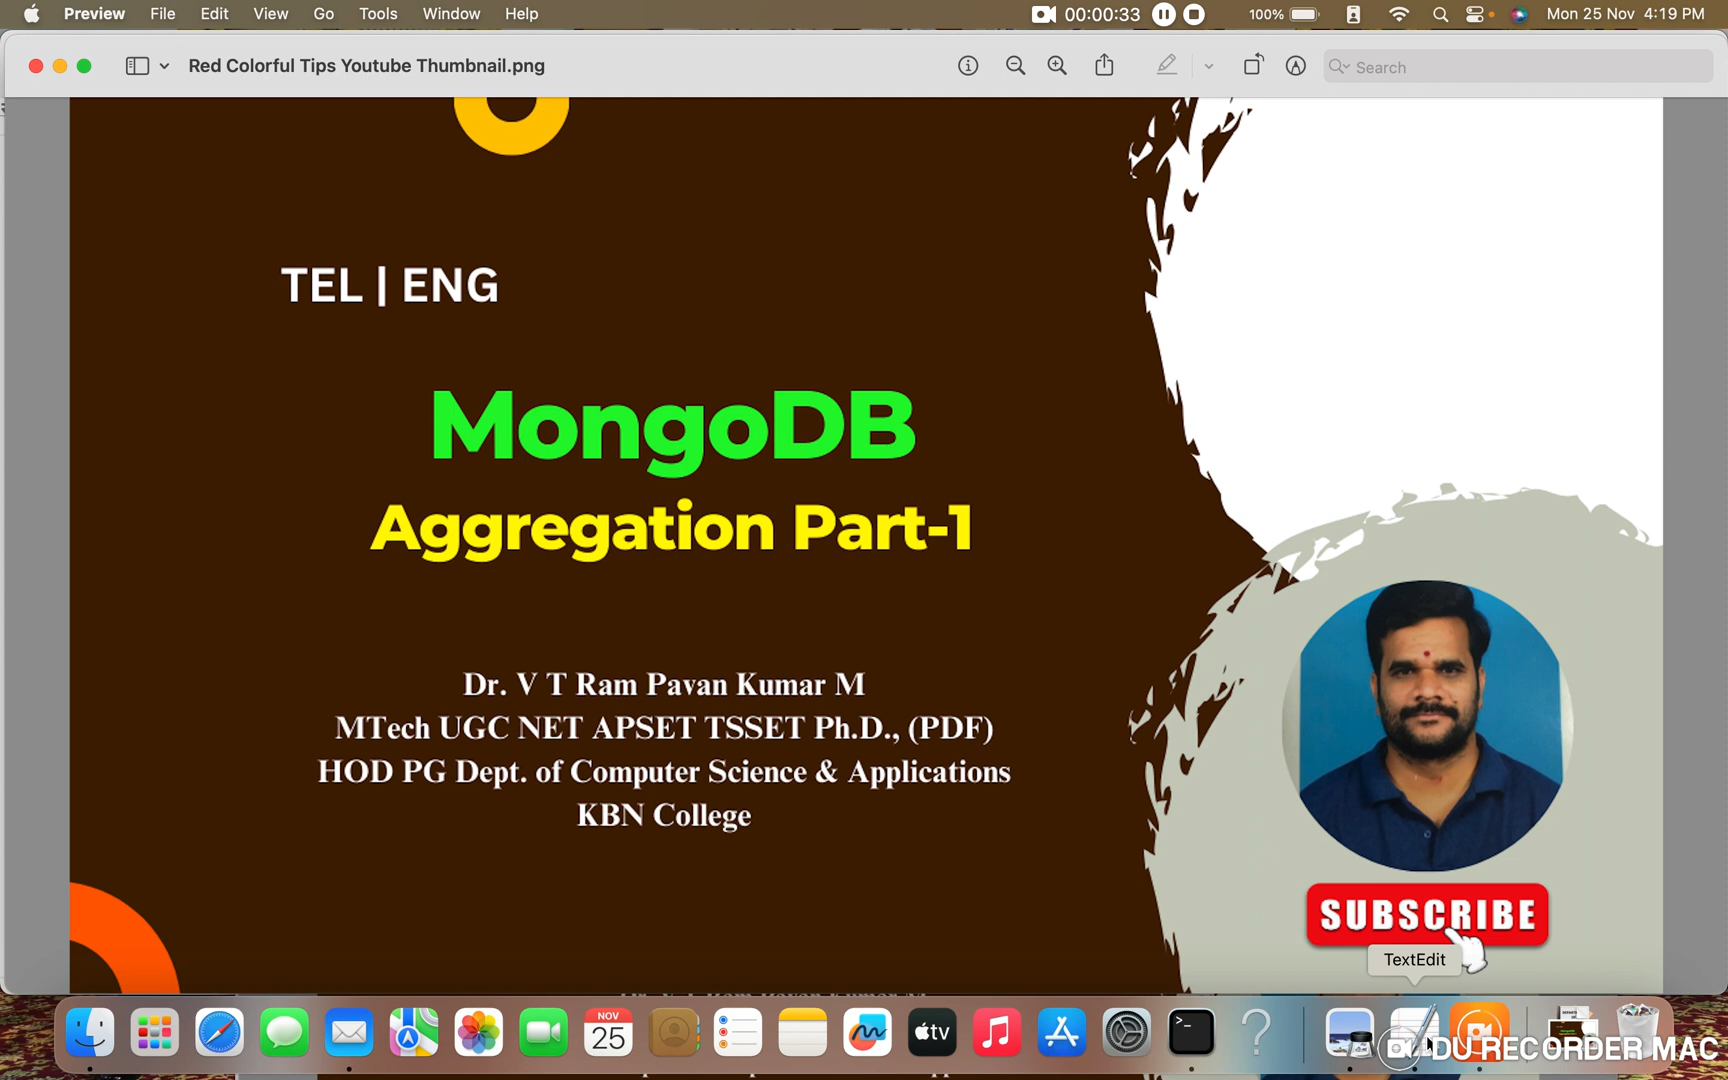 Preview File Edit View Go Tools Window Help 00:00:33 100% Mon 25 Nov 4:19 PM
Red Colorful Tips Youtube Thumbnail.png Search
TEL | ENG
MongoDB
Aggregation Part-1
Dr. V T Ram Pavan Kumar M
MTech UGC NET APSET TSSET Ph.D., (PDF)
HOD PG Dept. of Computer Science & Applications
KBN College
SUBSCRIBE
TextEdit
NOV
25
tv
DU RECORDER MAC